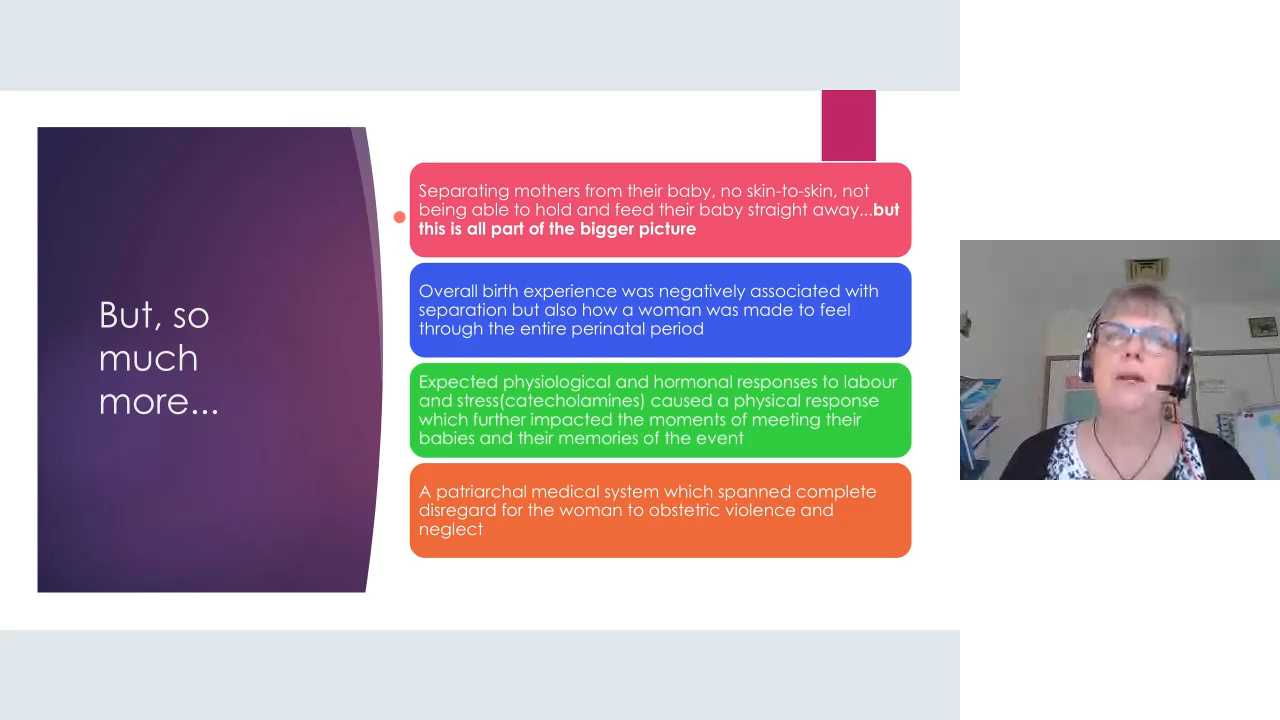 But, so
much
more...
Separating mothers from their baby, no skin-to-skin, not
being able to hold and feed their baby straight away...but
this is all part of the bigger picture
Overall birth experience was negatively associated with
separation but also how a woman was made to feel
through the entire perinatal period
Expected physiological and hormonal responses to labour
and stress(catecholamines) caused a physical response
which further impacted the moments of meeting their
babies and their memories of the event
A patriarchal medical system which spanned complete
disregard for the woman to obstetric violence and
neglect